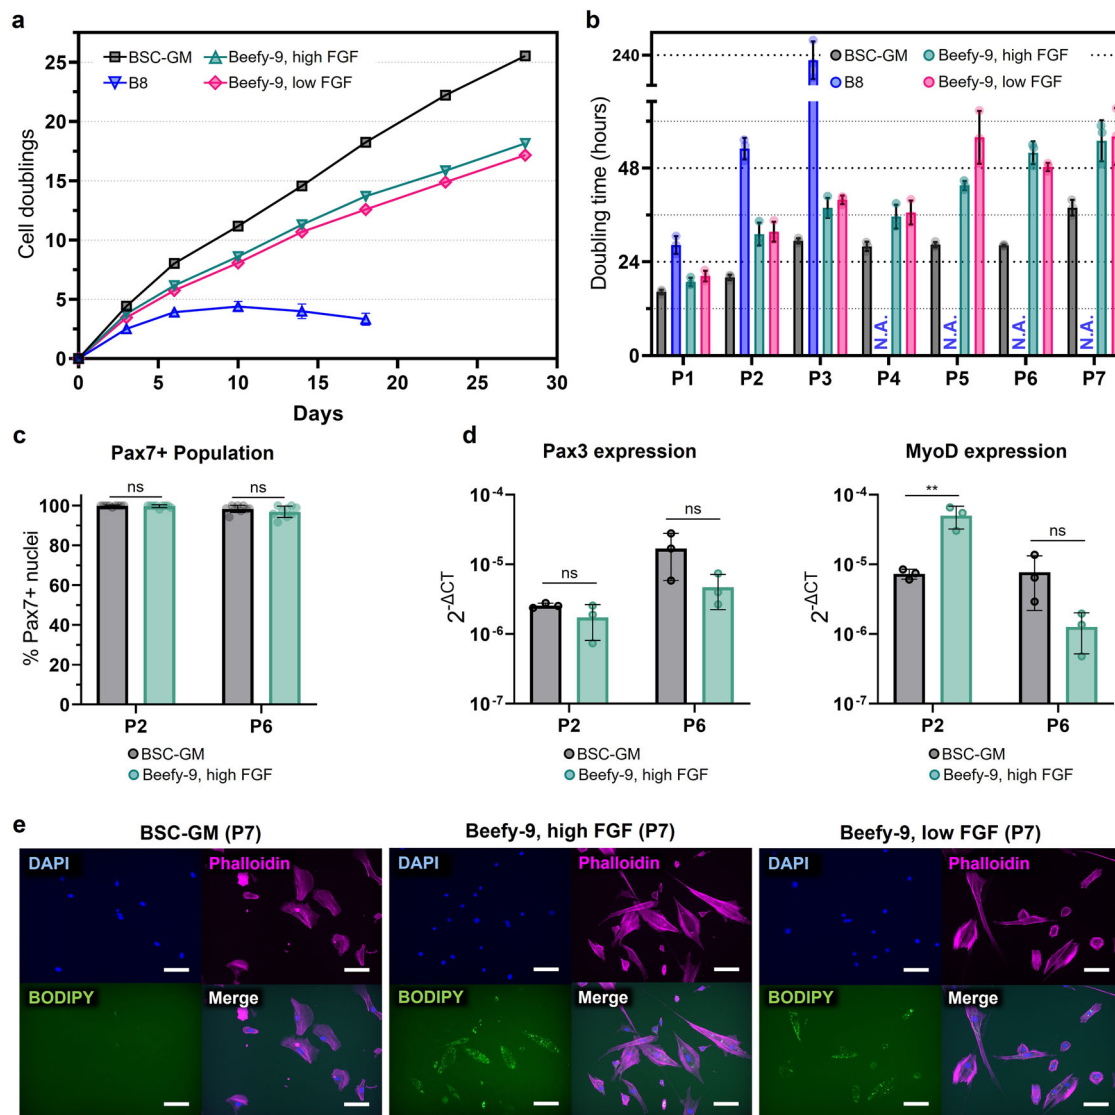 a
Cell doublings
25
20
15
10
5
0
BSC-GM
B8
Beefy-9, high FGF
Beefy-9, low FGF
0 5 10 15 20 25 30
Days
b
Doubling time (hours)
240
48
24
0
BSC-GM
B8
Beefy-9, high FGF
Beefy-9, low FGF
N.A. N.A. N.A. N.A.
P1 P2 P3 P4 P5 P6 P7
c
Pax7+ Population
% Pax7+ nuclei
100
80
60
40
20
0
ns ns
P2 P6
BSC-GM
Beefy-9, high FGF
d
Pax3 expression
2-ΔCT
10-4
10-5
10-6
10-7
ns ns
P2 P6
BSC-GM
Beefy-9, high FGF
MyoD expression
2-ΔCT
10-4
10-5
10-6
10-7
** ns
P2 P6
BSC-GM
Beefy-9, high FGF
e
BSC-GM (P7)
DAPI Phalloidin
BODIPY Merge
Beefy-9, high FGF (P7)
DAPI Phalloidin
BODIPY Merge
Beefy-9, low FGF (P7)
DAPI Phalloidin
BODIPY Merge